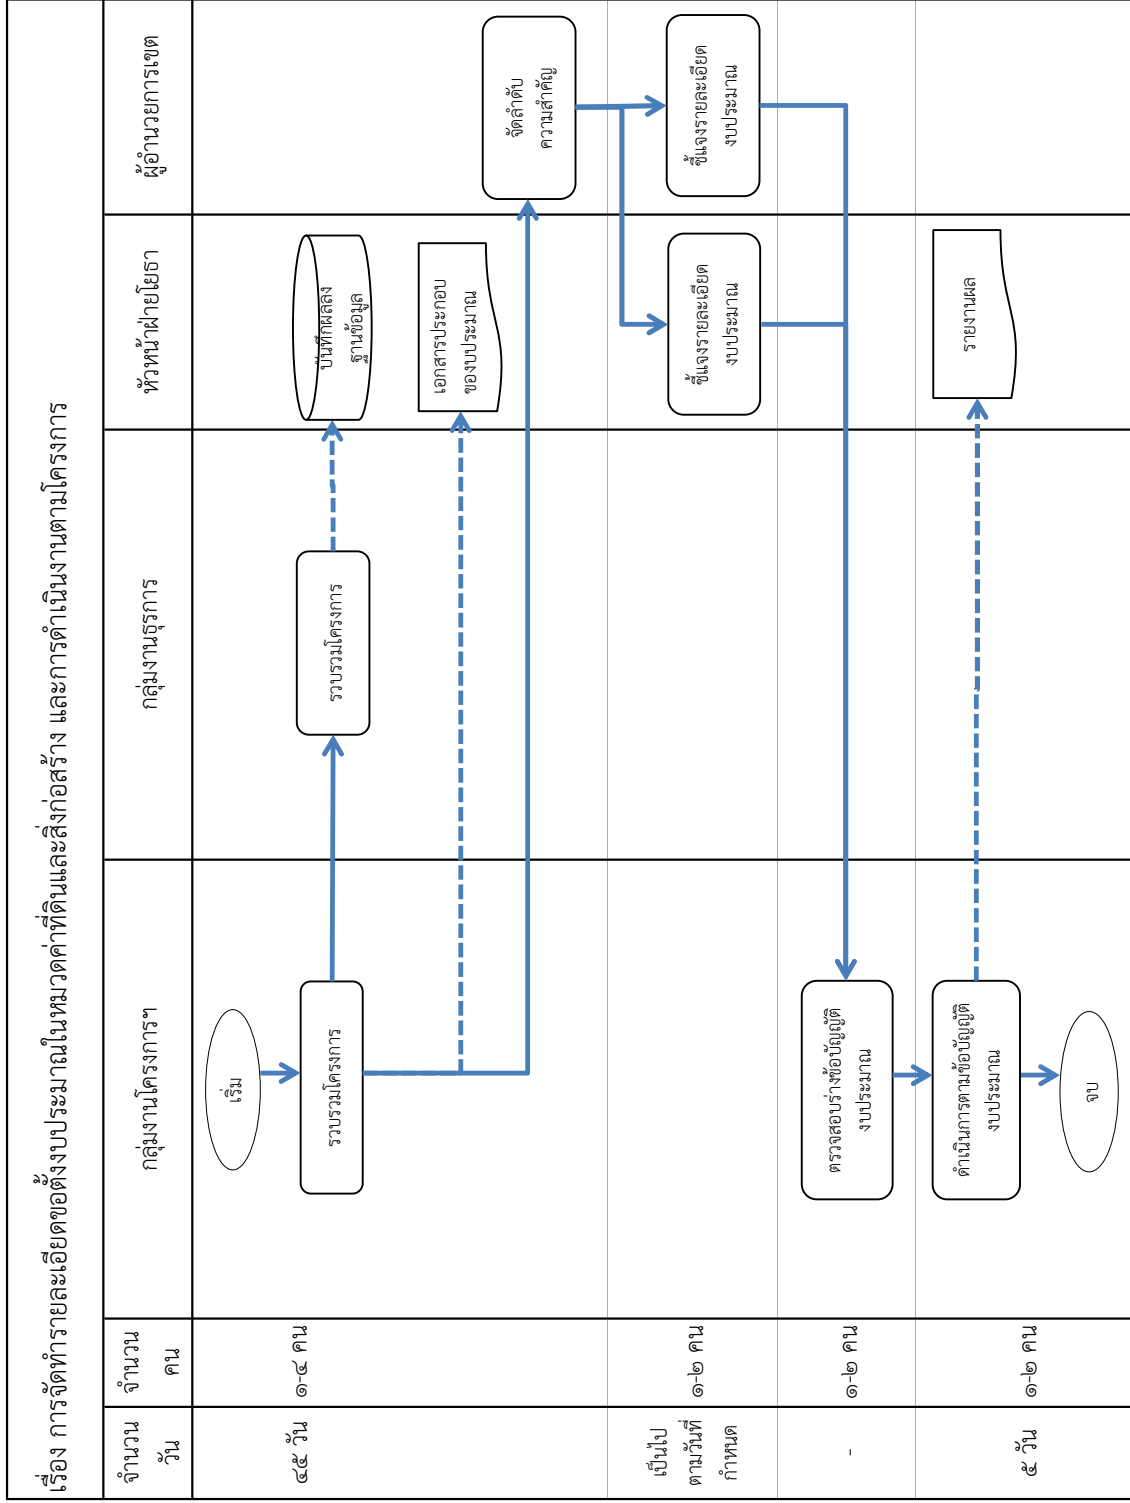 เรื่อง การจัดทำรายละเอียดขอตั้งงบประมาณในหมวดค่าที่ดินและสิ่งก่อสร้าง และการดำเนินงานตามโครงการ
จำนวน
วัน
จำนวน
คน
กลุ่มงานโครงการฯ
กลุ่มงานธุรการ
หัวหน้าฝ่ายโยธา
ผู้อำนวยการเขต
๔๕ วัน
๑-๔ คน
เริ่ม
รวบรวมโครงการ
รวบรวมโครงการ
บันทึกผลลง
ฐานข้อมูล
เอกสารประกอบ
ของบประมาณ
จัดลำดับ
ความสำคัญ
เป็นไป
ตามวันที่
กำหนด
๑-๒ คน
ชี้แจงรายละเอียด
งบประมาณ
ชี้แจงรายละเอียด
งบประมาณ
-
๑-๒ คน
ตรวจสอบร่างข้อบัญญัติ
งบประมาณ
๕ วัน
๑-๒ คน
ดำเนินการตามข้อบัญญัติ
งบประมาณ
รายงานผล
จบ